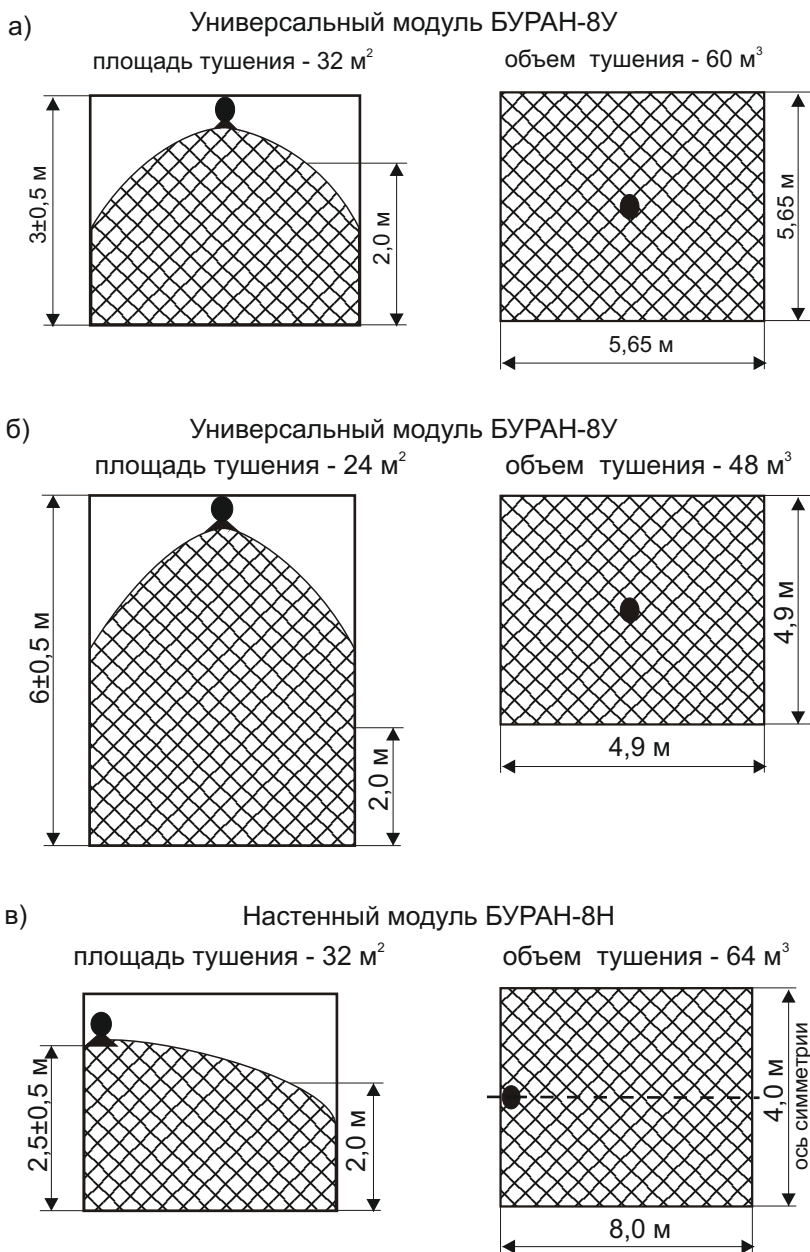 а)
Универсальный модуль БУРАН-8У
площадь тушения - 32 м²
объем тушения - 60 м³
3±0,5 м
2,0 м
5,65 м
5,65 м
б)
Универсальный модуль БУРАН-8У
площадь тушения - 24 м²
объем тушения - 48 м³
6±0,5 м
2,0 м
4,9 м
4,9 м
в)
Настенный модуль БУРАН-8Н
площадь тушения - 32 м²
объем тушения - 64 м³
2,5±0,5 м
2,0 м
4,0 м
ось симметрии
8,0 м